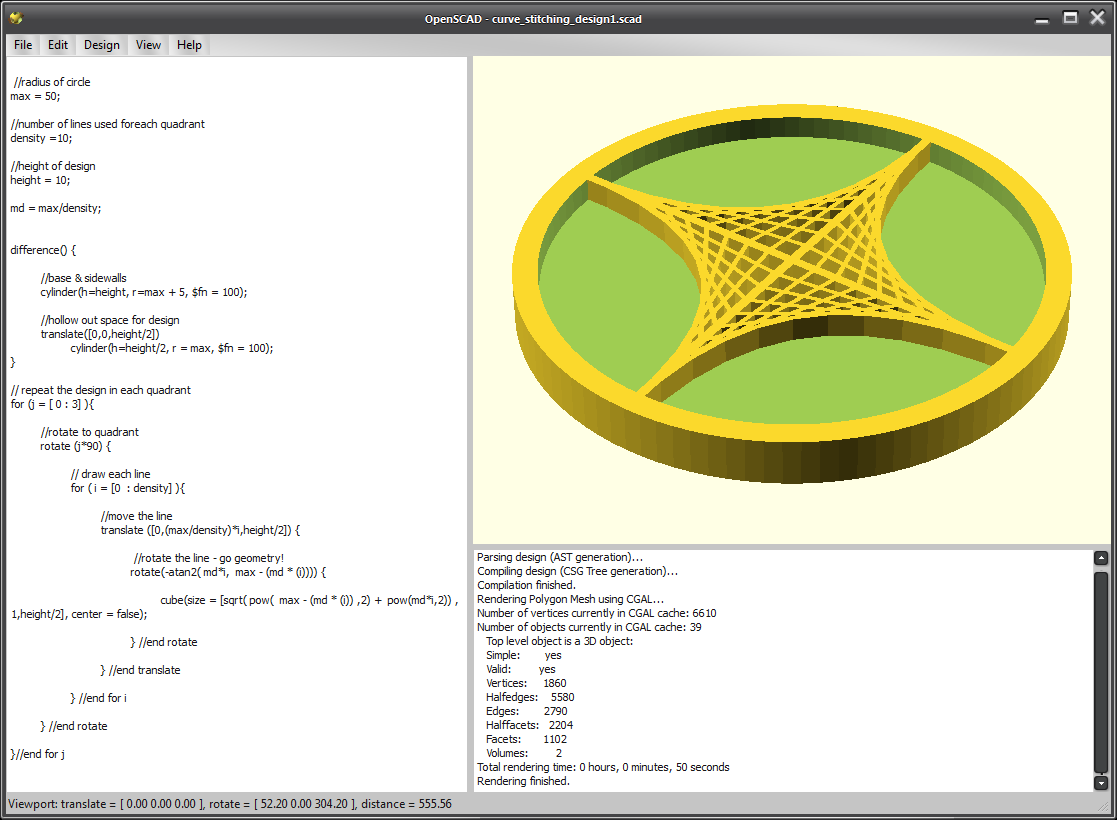 OpenSCAD - curve_stitching_design1.scad
File Edit Design View Help
//radius of circle
max = 50;
//number of lines used foreach quadrant
density =10;
//height of design
height = 10;
md = max/density;
difference() {
//base & sidewalls
cylinder(h=height, r=max + 5, $fn = 100);
//hollow out space for design
translate([0,0,height/2])
cylinder(h=height/2, r = max, $fn = 100);
}
// repeat the design in each quadrant
for (j = [ 0 : 3] ){
//rotate to quadrant
rotate (j*90) {
// draw each line
for ( i = [0  : density] ){
//move the line
translate ([0,(max/density)*i,height/2]) {
//rotate the line - go geometry!
rotate(-atan2( md*i,  max - (md * (i)))) {
cube(size = [sqrt( pow(  max - (md * (i)) ,2) +  pow(md*i,2)) ,
1,height/2], center = false);
} //end rotate
} //end translate
} //end for i
} //end rotate
}//end for j
Parsing design (AST generation)...
Compiling design (CSG Tree generation)...
Compilation finished.
Rendering Polygon Mesh using CGAL...
Number of vertices currently in CGAL cache: 6610
Number of objects currently in CGAL cache: 39
Top level object is a 3D object:
Simple: yes
Valid: yes
Vertices: 1860
Halfedges: 5580
Edges: 2790
Halffacets: 2204
Facets: 1102
Volumes: 2
Total rendering time: 0 hours, 0 minutes, 50 seconds
Rendering finished.
Viewport: translate = [ 0.00 0.00 0.00 ], rotate = [ 52.20 0.00 304.20 ], distance = 555.56